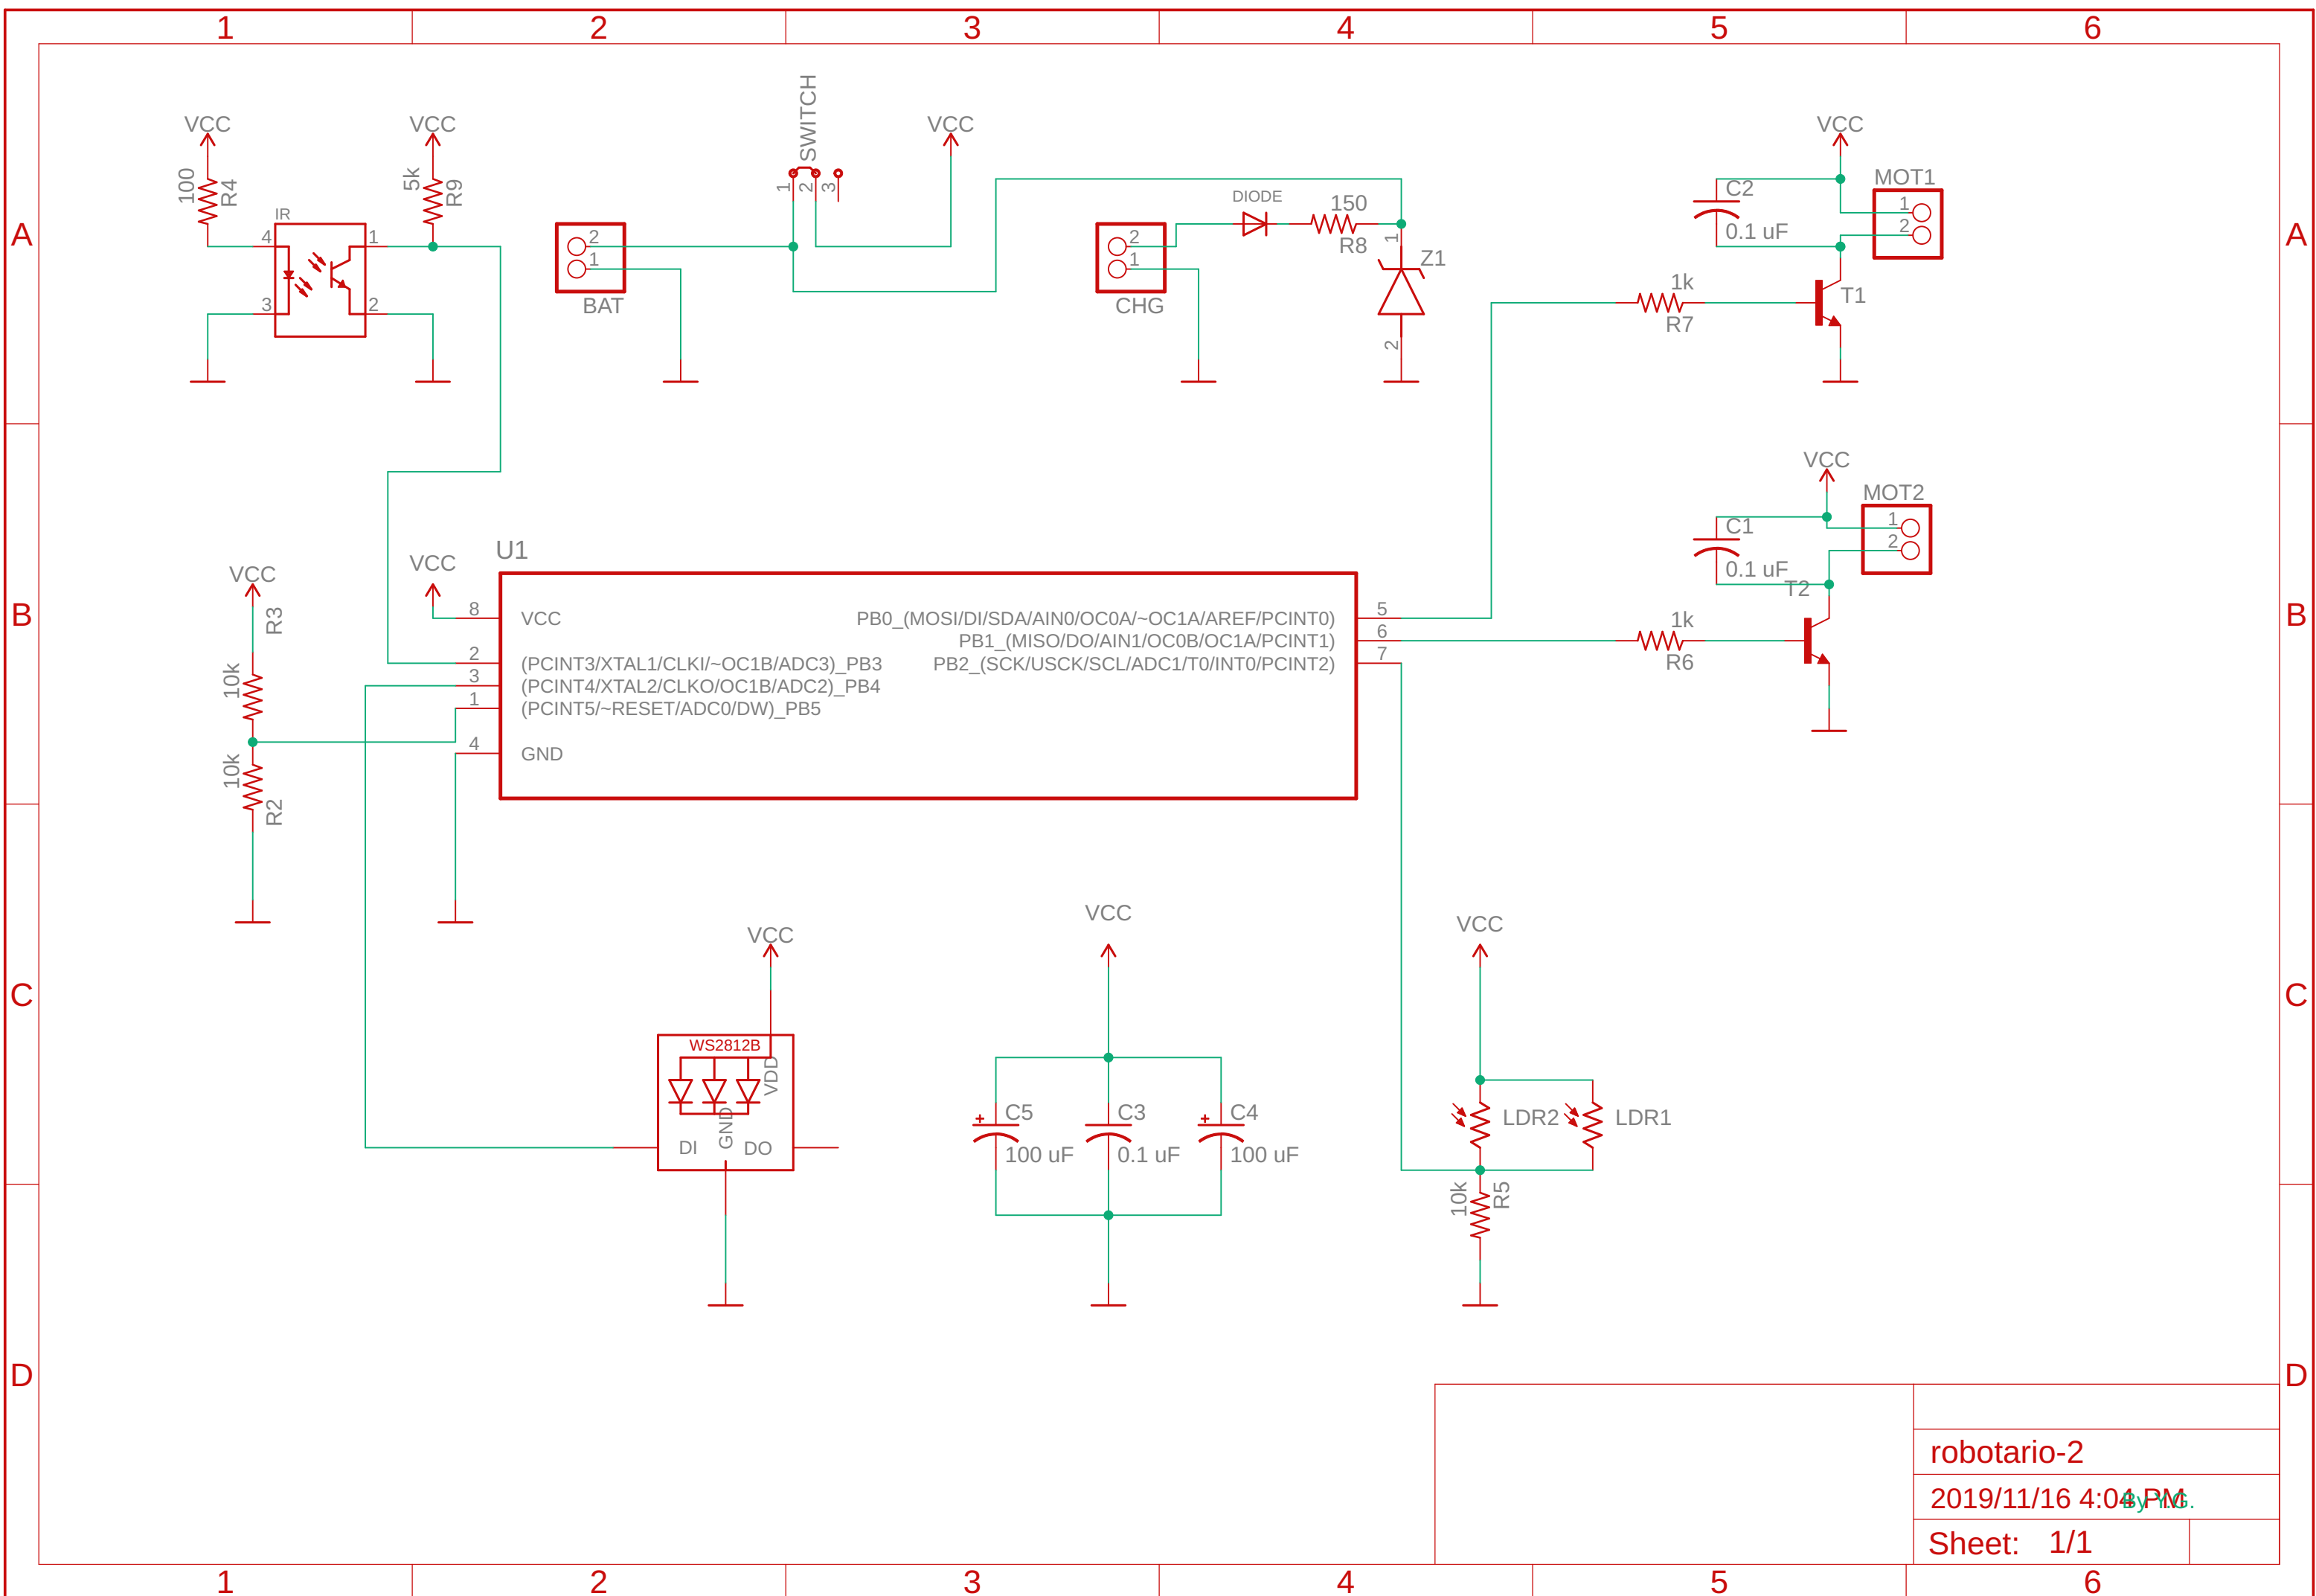 1 2 3 4 5 6
A A
B B
C C
D D
VCC
100
R4
VCC
5k
R9
IR
4
3
1
2
2
1
BAT
SWITCH
1
2
3
VCC
2
1
CHG
DIODE
150
R8
1
2
Z1
VCC
C2
0.1 uF
MOT1
1
2
1k
R7
T1
VCC
C1
0.1 uF
MOT2
1
2
T2
1k
R6
VCC
R3
10k
10k
R2
VCC
U1
8 VCC
2 (PCINT3/XTAL1/CLKI/~OC1B/ADC3)_PB3
3 (PCINT4/XTAL2/CLKO/OC1B/ADC2)_PB4
1 (PCINT5/~RESET/ADC0/DW)_PB5
4 GND
PB0_(MOSI/DI/SDA/AIN0/OC0A/~OC1A/AREF/PCINT0) 5
PB1_(MISO/DO/AIN1/OC0B/OC1A/PCINT1) 6
PB2_(SCK/USCK/SCL/ADC1/T0/INT0/PCINT2) 7
VCC
WS2812B
VDD
GND
DI
DO
VCC
+
C5
100 uF
C3
0.1 uF
+
C4
100 uF
VCC
LDR2
LDR1
10k
R5
robotario-2
2019/11/16 4:04 PM
By Y.G.
Sheet: 1/1
1 2 3 4 5 6